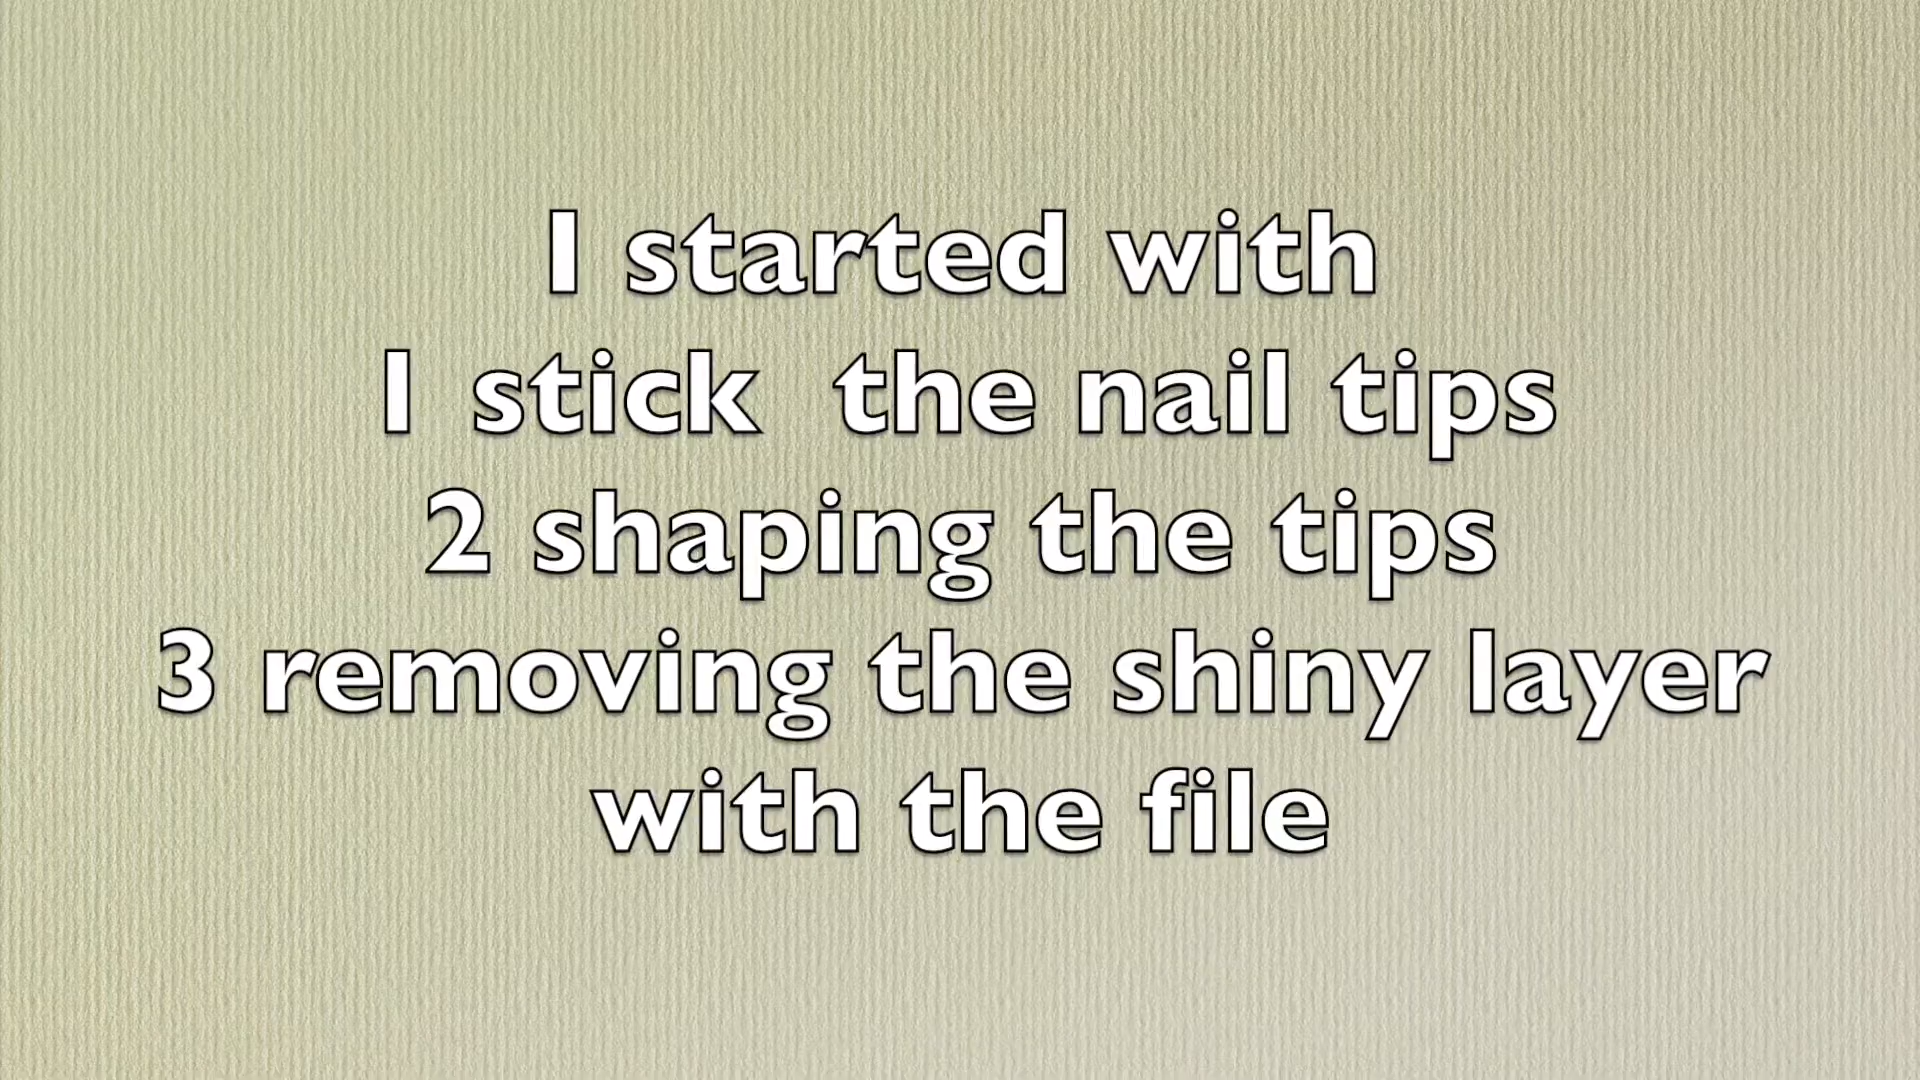 I started with
1 stick  the nail tips
2 shaping the tips
3 removing the shiny layer
with the file